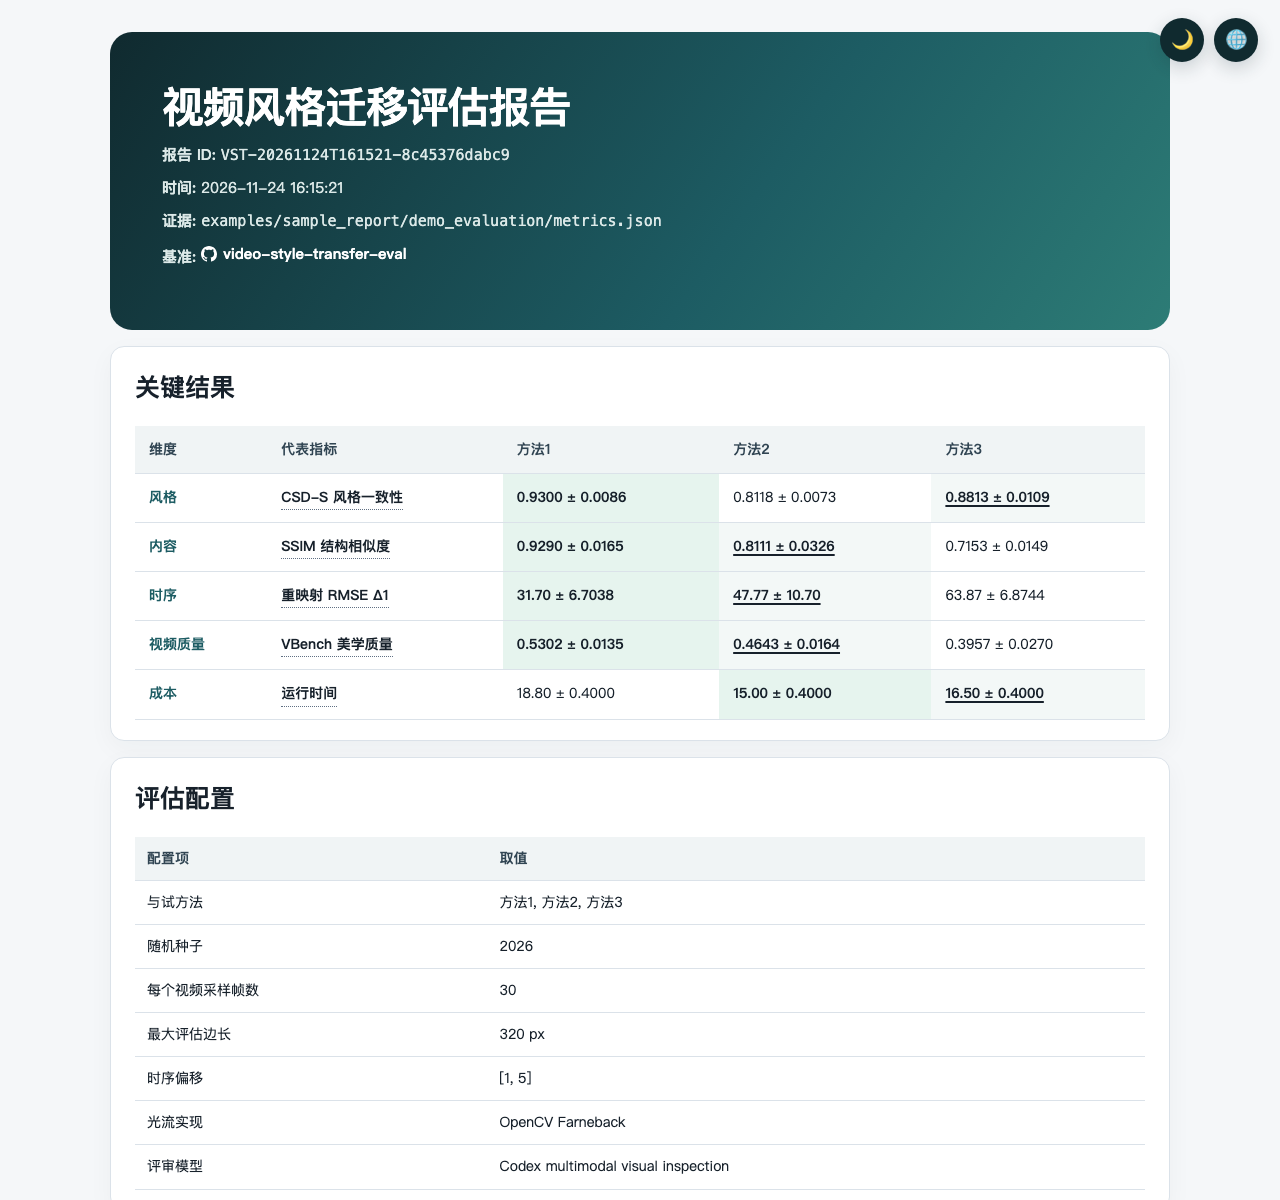 视频风格迁移评估报告
报告 ID: VST-20261124T161521-8c45376dabc9
时间: 2026-11-24 16:15:21
证据: examples/sample_report/demo_evaluation/metrics.json
基准: video-style-transfer-eval
关键结果
维度 代表指标 方法1 方法2 方法3
风格 CSD-S 风格一致性 0.9300 ± 0.0086 0.8118 ± 0.0073 0.8813 ± 0.0109
内容 SSIM 结构相似度 0.9290 ± 0.0165 0.8111 ± 0.0326 0.7153 ± 0.0149
时序 重映射 RMSE Δ1 31.70 ± 6.7038 47.77 ± 10.70 63.87 ± 6.8744
视频质量 VBench 美学质量 0.5302 ± 0.0135 0.4643 ± 0.0164 0.3957 ± 0.0270
成本 运行时间 18.80 ± 0.4000 15.00 ± 0.4000 16.50 ± 0.4000
评估配置
配置项 取值
与试方法 方法1, 方法2, 方法3
随机种子 2026
每个视频采样帧数 30
最大评估边长 320 px
时序偏移 [1, 5]
光流实现 OpenCV Farneback
评审模型 Codex multimodal visual inspection